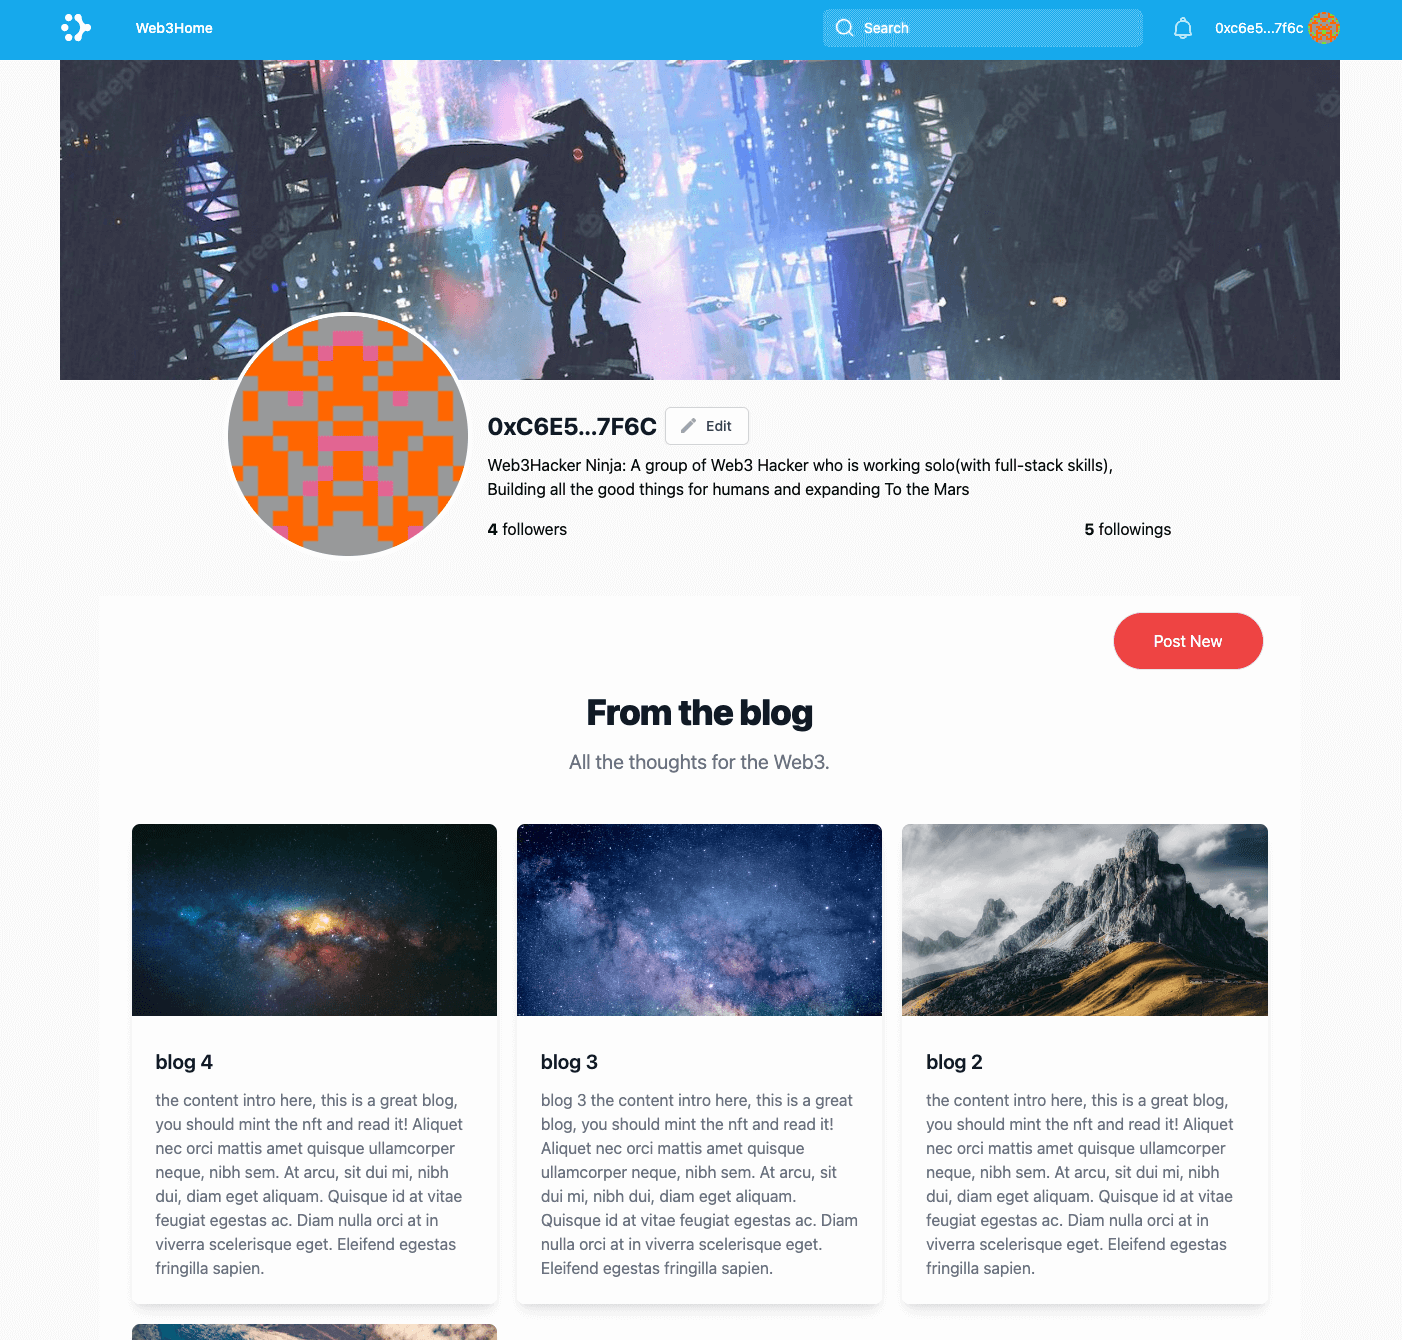 Web3Home
Search
0xc6e5...7f6c
freepik
freepik
freepik
freepik
0xC6E5...7F6C
Edit
Web3Hacker Ninja: A group of Web3 Hacker who is working solo(with full-stack skills),
Building all the good things for humans and expanding To the Mars
4 followers
5 followings
Post New
From the blog
All the thoughts for the Web3.
blog 4
the content intro here, this is a great blog,
you should mint the nft and read it! Aliquet
nec orci mattis amet quisque ullamcorper
neque, nibh sem. At arcu, sit dui mi, nibh
dui, diam eget aliquam. Quisque id at vitae
feugiat egestas ac. Diam nulla orci at in
viverra scelerisque eget. Eleifend egestas
fringilla sapien.
blog 3
blog 3 the content intro here, this is a great
blog, you should mint the nft and read it!
Aliquet nec orci mattis amet quisque
ullamcorper neque, nibh sem. At arcu, sit
dui mi, nibh dui, diam eget aliquam.
Quisque id at vitae feugiat egestas ac. Diam
nulla orci at in viverra scelerisque eget.
Eleifend egestas fringilla sapien.
blog 2
the content intro here, this is a great blog,
you should mint the nft and read it! Aliquet
nec orci mattis amet quisque ullamcorper
neque, nibh sem. At arcu, sit dui mi, nibh
dui, diam eget aliquam. Quisque id at vitae
feugiat egestas ac. Diam nulla orci at in
viverra scelerisque eget. Eleifend egestas
fringilla sapien.